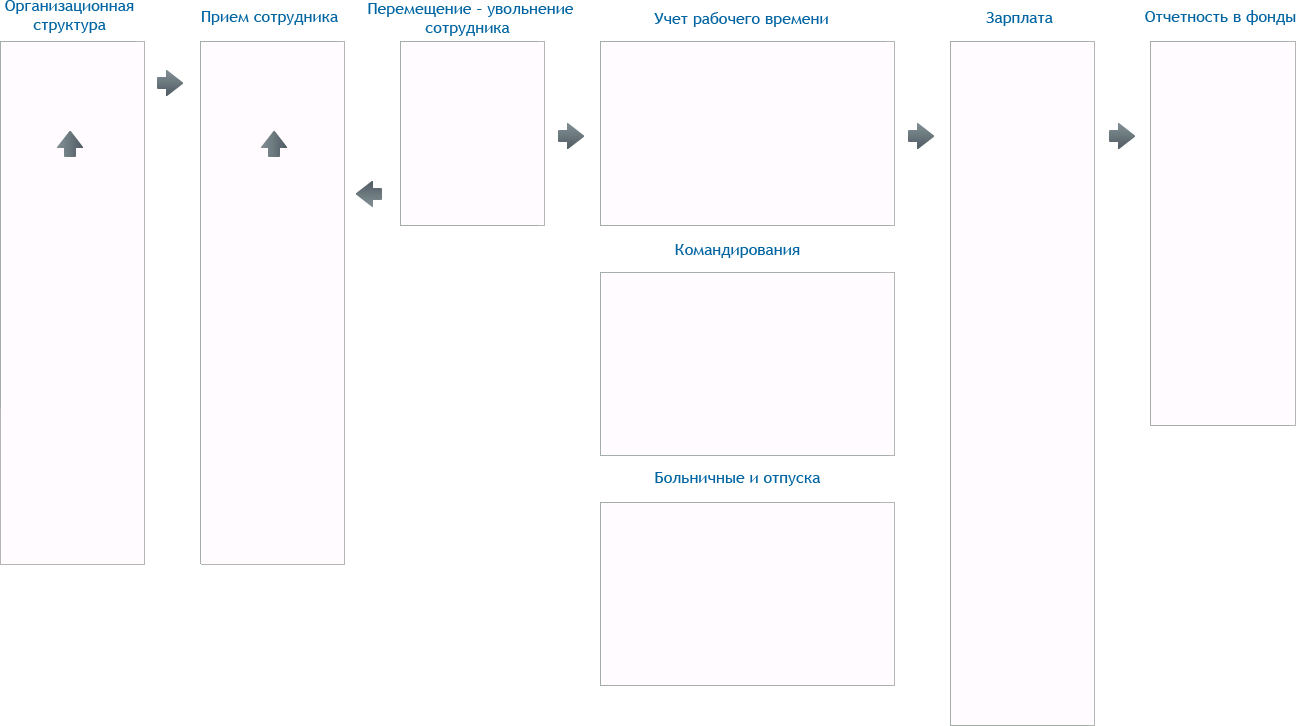 Организационная
структура
Прием сотрудника
Перемещение - увольнение
сотрудника
Учет рабочего времени
Зарплата
Отчетность в фонды
Командирования
Больничные и отпуска